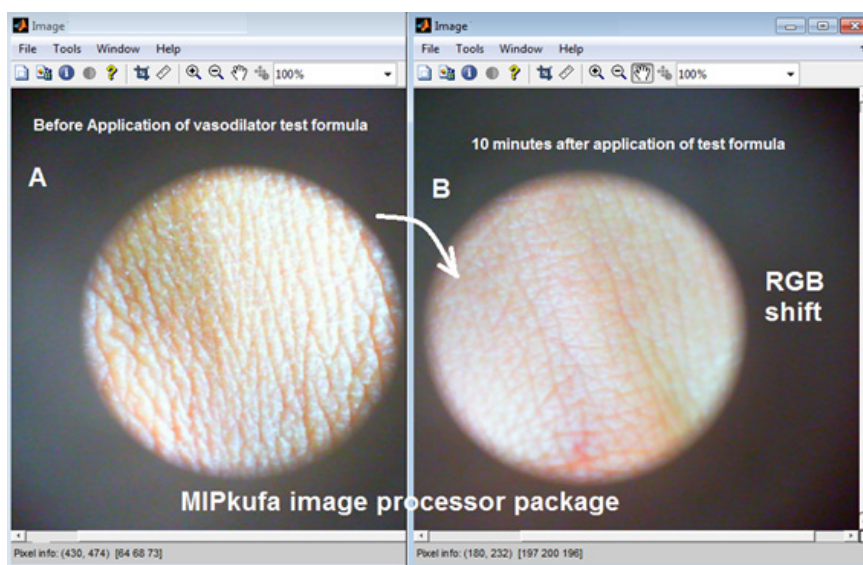 Image
File Tools Window Help
100%
Before Application of vasodilator test formula
A
Pixel info: (430, 474) [64 68 73]
Image
File Tools Window Help
100%
10 minutes after application of test formula
B
RGB
shift
MIPkufa image processor package
Pixel info: (180, 232) [197 200 196]